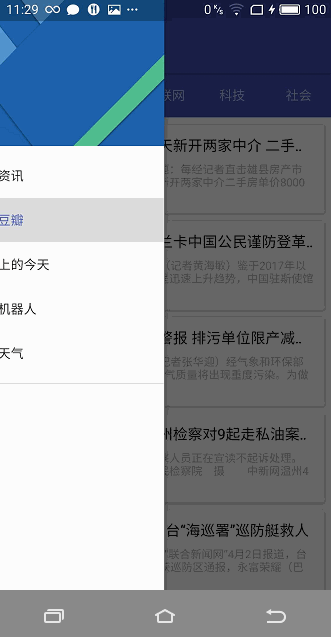 11:29
0 K/s
100
联网 科技 社会
资讯
豆瓣
上的今天
机器人
天气
天新开两家中介 二手..
：每经记者直击雄县房产市
新开两家中介二手房单价8000
兰卡中国公民谨防登革..
（记者黄海敏）鉴于2017年以
迅速上升趋势，中国驻斯使馆
警报 排污单位限产减..
记者张华迎）经气象和环保部
气质量将出现重度污染。为做
州检察对9起走私油案..
人员正在宣读不起诉处理。
检察院 摄 中新网温州4
台“海巡署”巡防艇救人
“联合新闻网”4月2日报道，台
巡防区通报，永富荣耀（巴